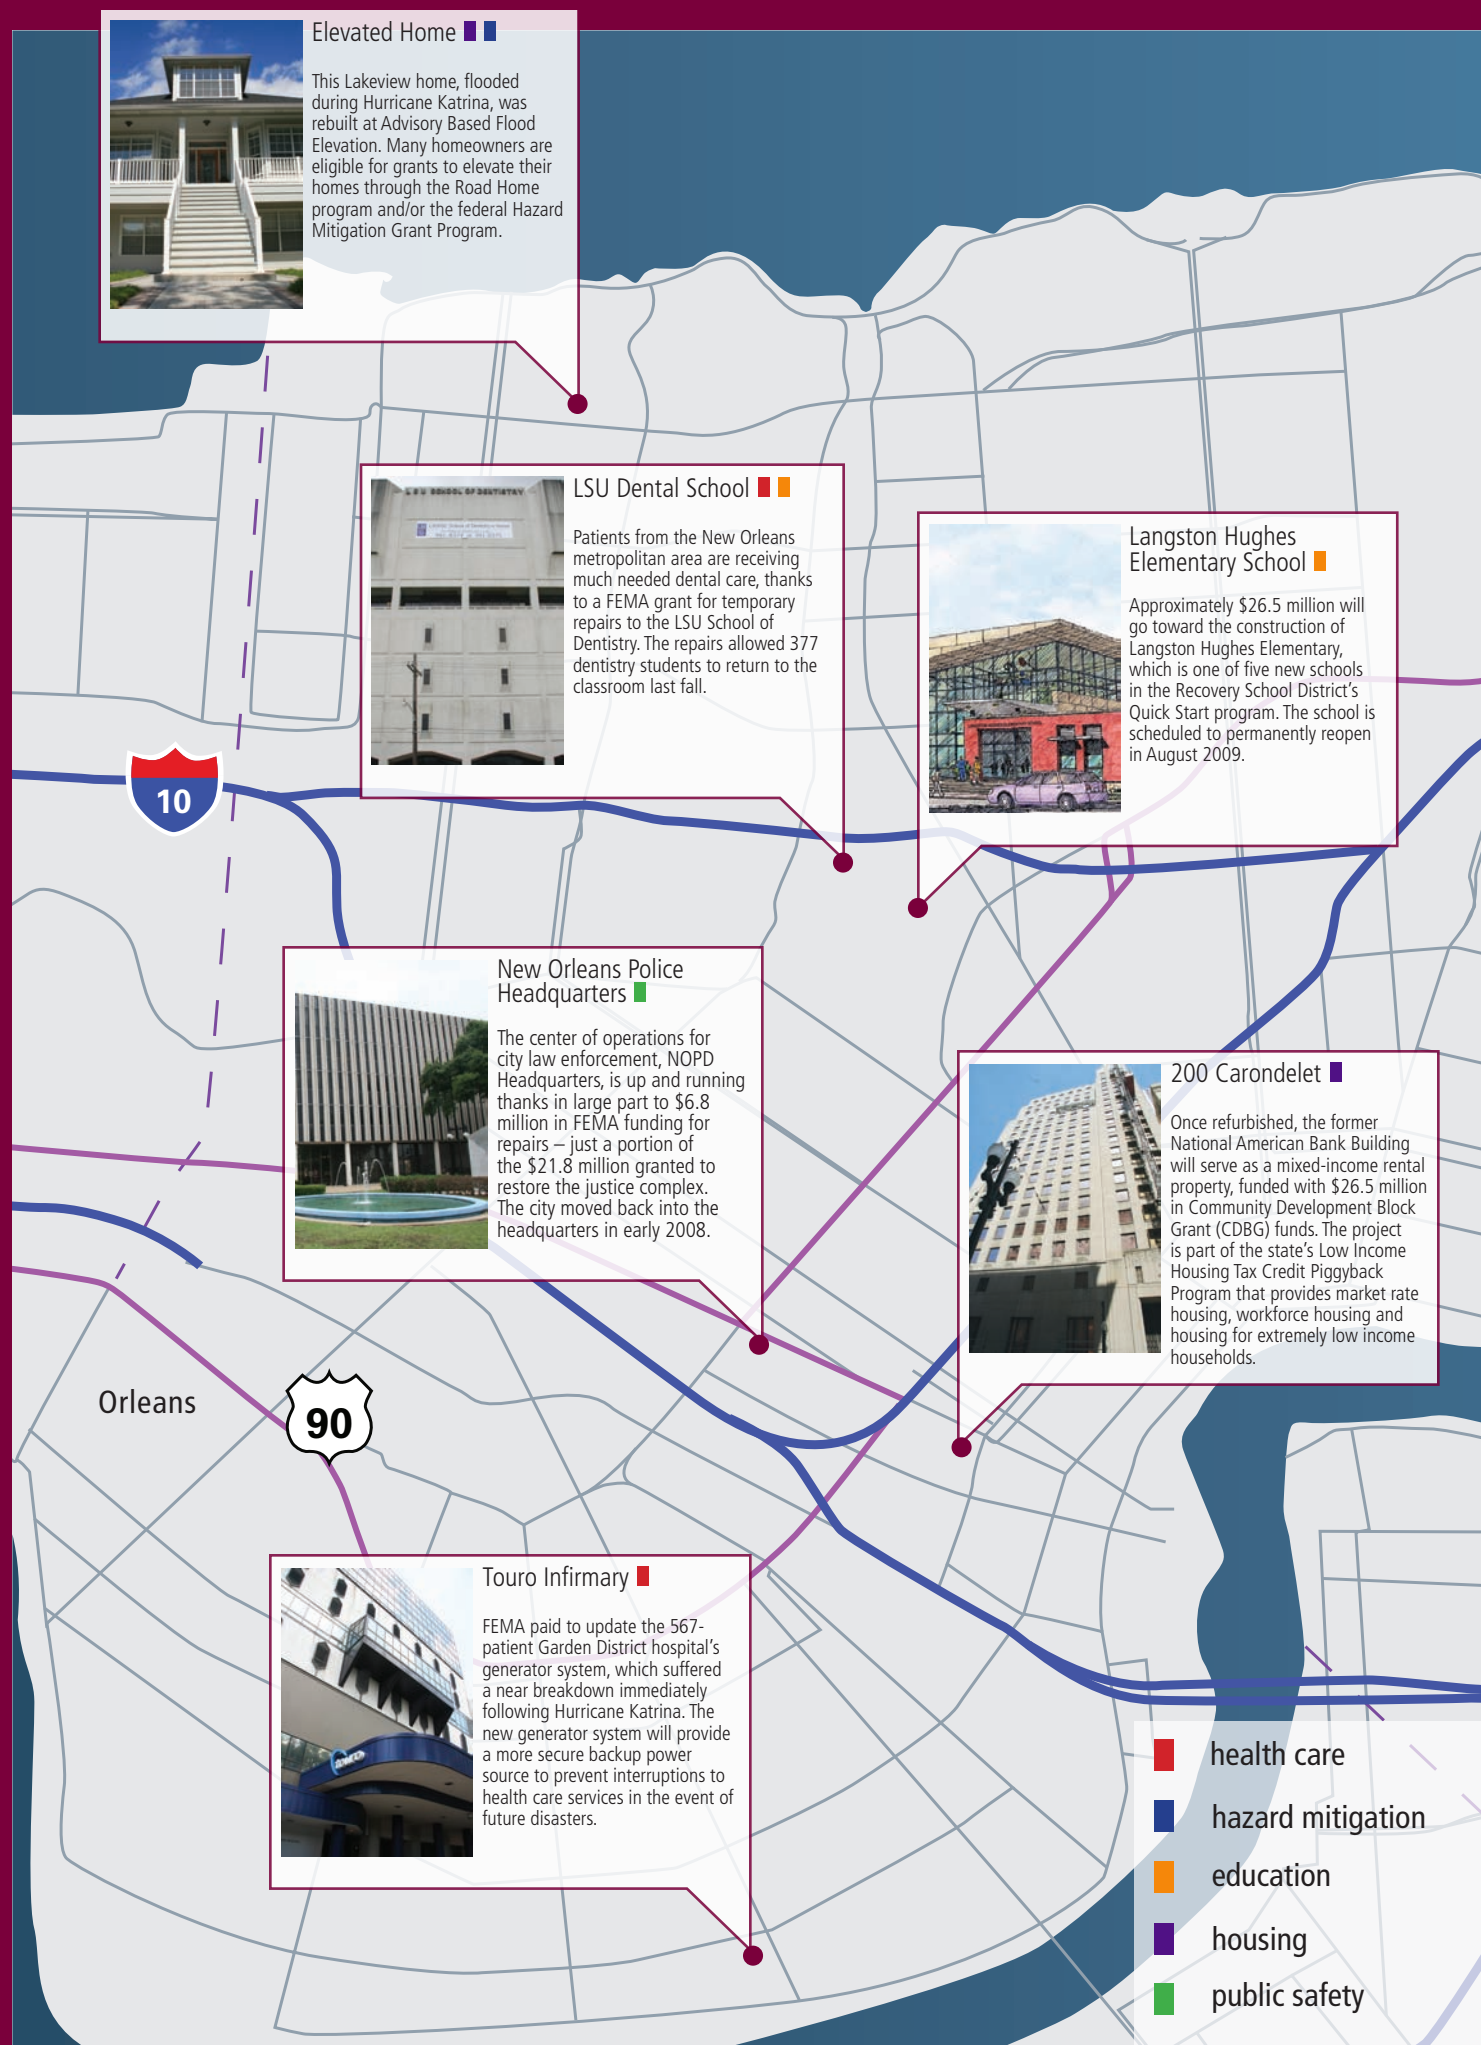 Elevated Home
This Lakeview home, flooded
during Hurricane Katrina, was
rebuilt at Advisory Based Flood
Elevation. Many homeowners are
eligible for grants to elevate their
homes through the Road Home
program and/or the federal Hazard
Mitigation Grant Program.
LSU SCHOOL OF DENTISTRY
LSU Dental School
Patients from the New Orleans
metropolitan area are receiving
much needed dental care, thanks
to a FEMA grant for temporary
repairs to the LSU School of
Dentistry. The repairs allowed 377
dentistry students to return to the
classroom last fall.
Langston Hughes
Elementary School
Approximately $26.5 million will
go toward the construction of
Langston Hughes Elementary,
which is one of five new schools
in the Recovery School District's
Quick Start program. The school is
scheduled to permanently reopen
in August 2009.
10
New Orleans Police
Headquarters
The center of operations for
city law enforcement, NOPD
Headquarters, is up and running
thanks in large part to $6.8
million in FEMA funding for
repairs – just a portion of
the $21.8 million granted to
restore the justice complex.
The city moved back into the
headquarters in early 2008.
200 Carondelet
Once refurbished, the former
National American Bank Building
will serve as a mixed-income rental
property, funded with $26.5 million
in Community Development Block
Grant (CDBG) funds. The project
is part of the state's Low Income
Housing Tax Credit Piggyback
Program that provides market rate
housing, workforce housing and
housing for extremely low income
households.
Orleans
90
Touro Infirmary
FEMA paid to update the 567-
patient Garden District hospital's
generator system, which suffered
a near breakdown immediately
following Hurricane Katrina. The
new generator system will provide
a more secure backup power
source to prevent interruptions to
health care services in the event of
future disasters.
health care
hazard mitigation
education
housing
public safety